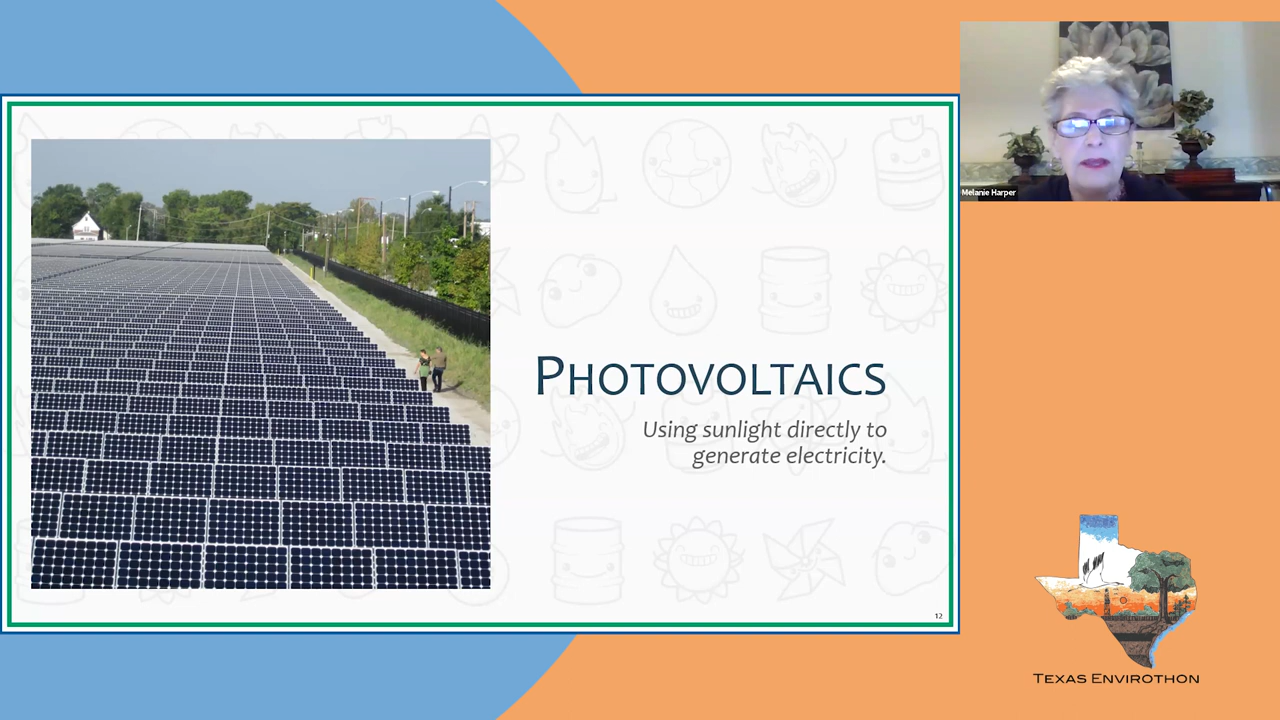 PHOTOVOLTAICS
Using sunlight directly to
generate electricity.
12
Melanie Harper
TEXAS ENVIROTHON